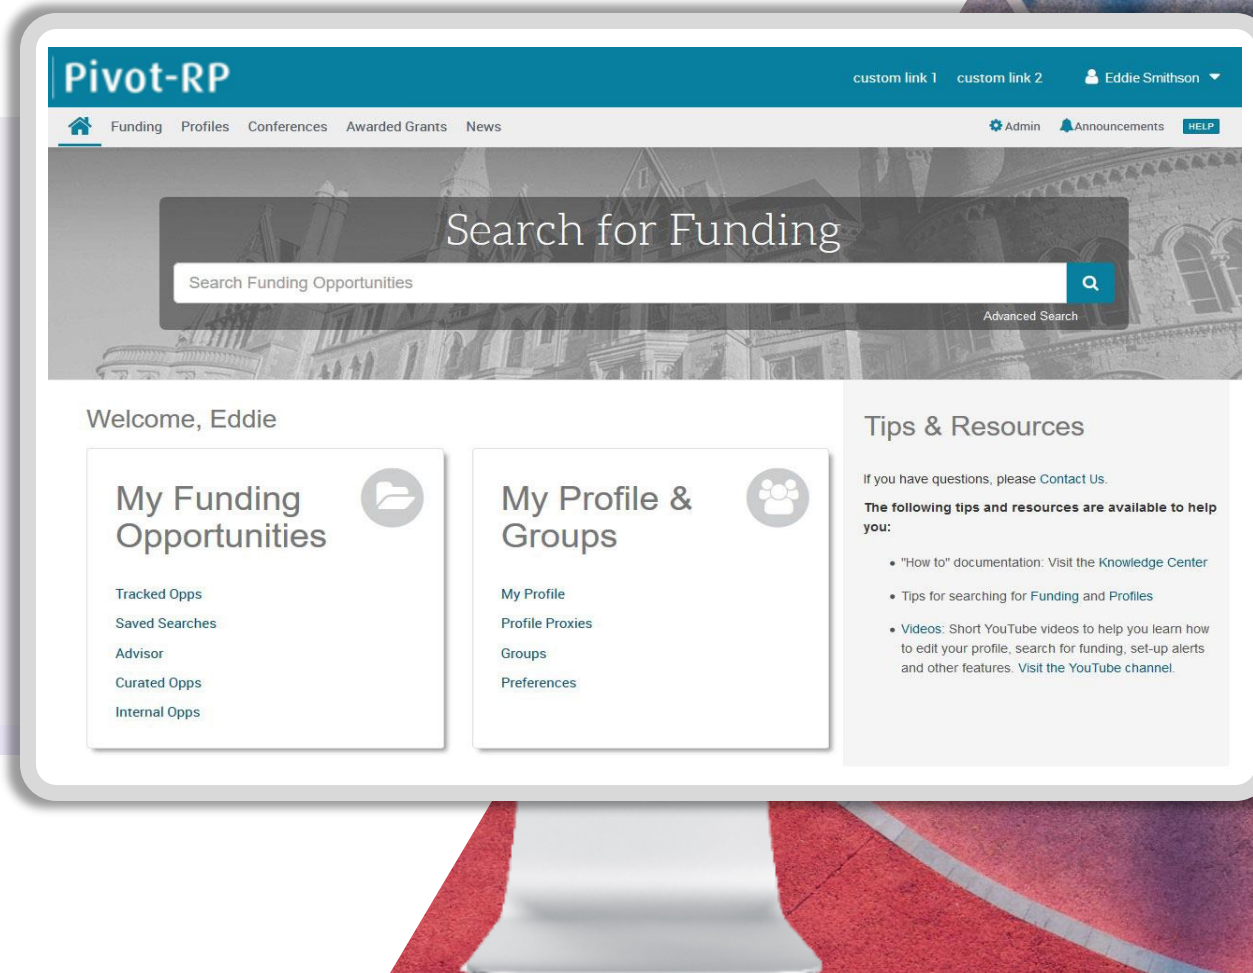 Pivot-RP
custom link 1 custom link 2 Eddie Smithson
Funding Profiles Conferences Awarded Grants News Admin Announcements HELP
Search for Funding
Search Funding Opportunities
Advanced Search
Welcome, Eddie
My Funding
Opportunities
Tracked Opps
Saved Searches
Advisor
Curated Opps
Internal Opps
My Profile &
Groups
My Profile
Profile Proxies
Groups
Preferences
Tips & Resources
If you have questions, please Contact Us.
The following tips and resources are available to help
you:
• "How to" documentation: Visit the Knowledge Center
• Tips for searching for Funding and Profiles
• Videos: Short YouTube videos to help you learn how
to edit your profile, search for funding, set-up alerts
and other features. Visit the YouTube channel.